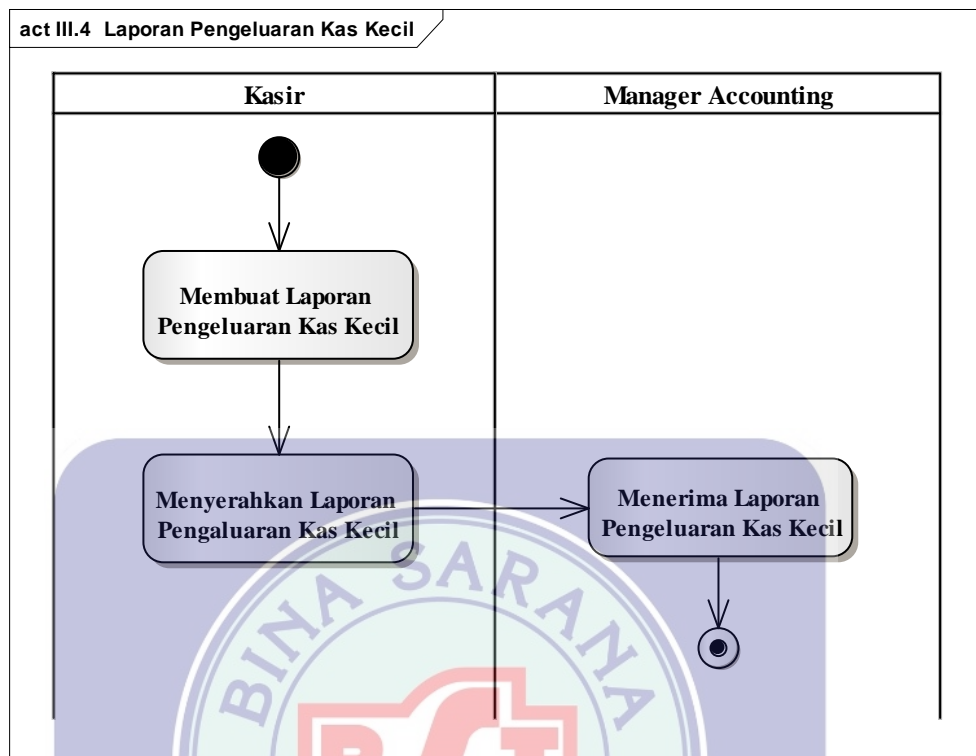 act III.4 Laporan Pengeluaran Kas Kecil
Kasir
Manager Accounting
Membuat Laporan
Pengeluaran Kas Kecil
Menyerahkan Laporan
Pengaluaran Kas Kecil
Menerima Laporan
Pengeluaran Kas Kecil
BINA SARANA